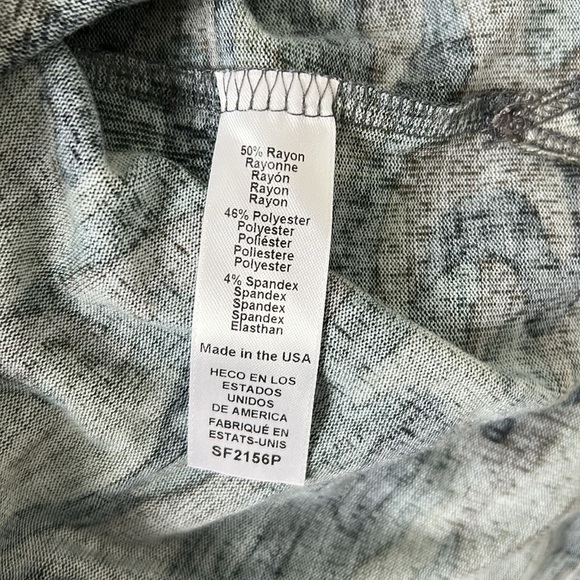 50% Rayon
Rayonne
Rayón
Rayon
Rayon
46% Polyester
Polyester
Poliéster
Poliestere
Polyester
4% Spandex
Spandex
Spandex
Spandex
Elasthan
Made in the USA
HECO EN LOS
ESTADOS
UNIDOS
DE AMERICA
FABRIQUÉ EN
ESTATS-UNIS
SF2156P